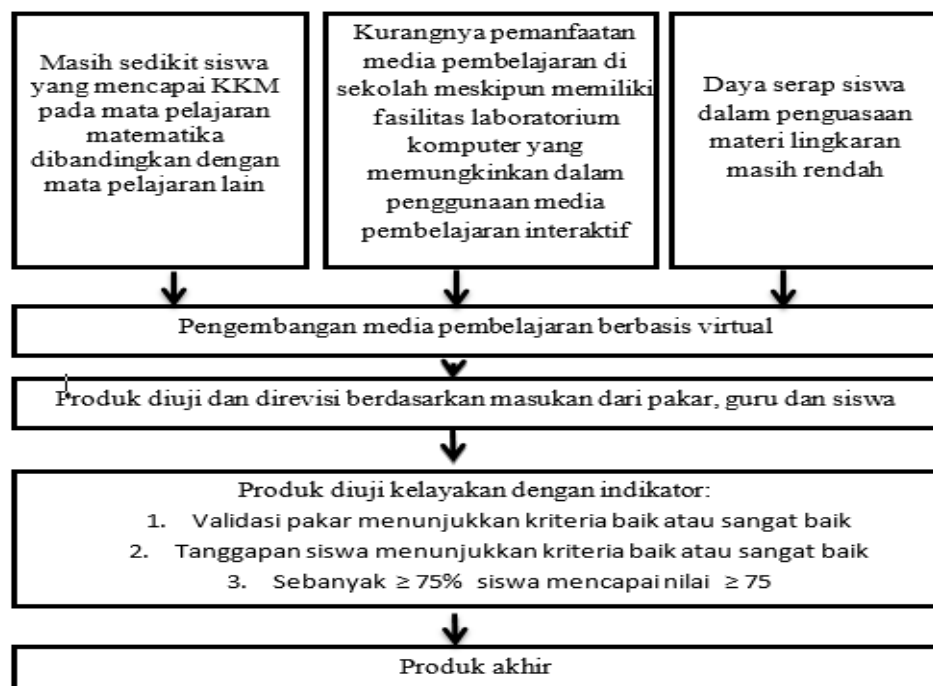 Masih sedikit siswa
yang mencapai KKM
pada mata pelajaran
matematika
dibandingkan dengan
mata pelajaran lain
Kurangnya pemanfaatan
media pembelajaran di
sekolah meskipun memiliki
fasilitas laboratorium
komputer yang
memungkinkan dalam
penggunaan media
pembelajaran interaktif
Daya serap siswa
dalam penguasaan
materi lingkaran
masih rendah
Pengembangan media pembelajaran berbasis virtual
Produk diuji dan direvisi berdasarkan masukan dari pakar, guru dan siswa
Produk diuji kelayakan dengan indikator:
1. Validasi pakar menunjukkan kriteria baik atau sangat baik
2. Tanggapan siswa menunjukkan kriteria baik atau sangat baik
3. Sebanyak ≥ 75% siswa mencapai nilai ≥ 75
Produk akhir